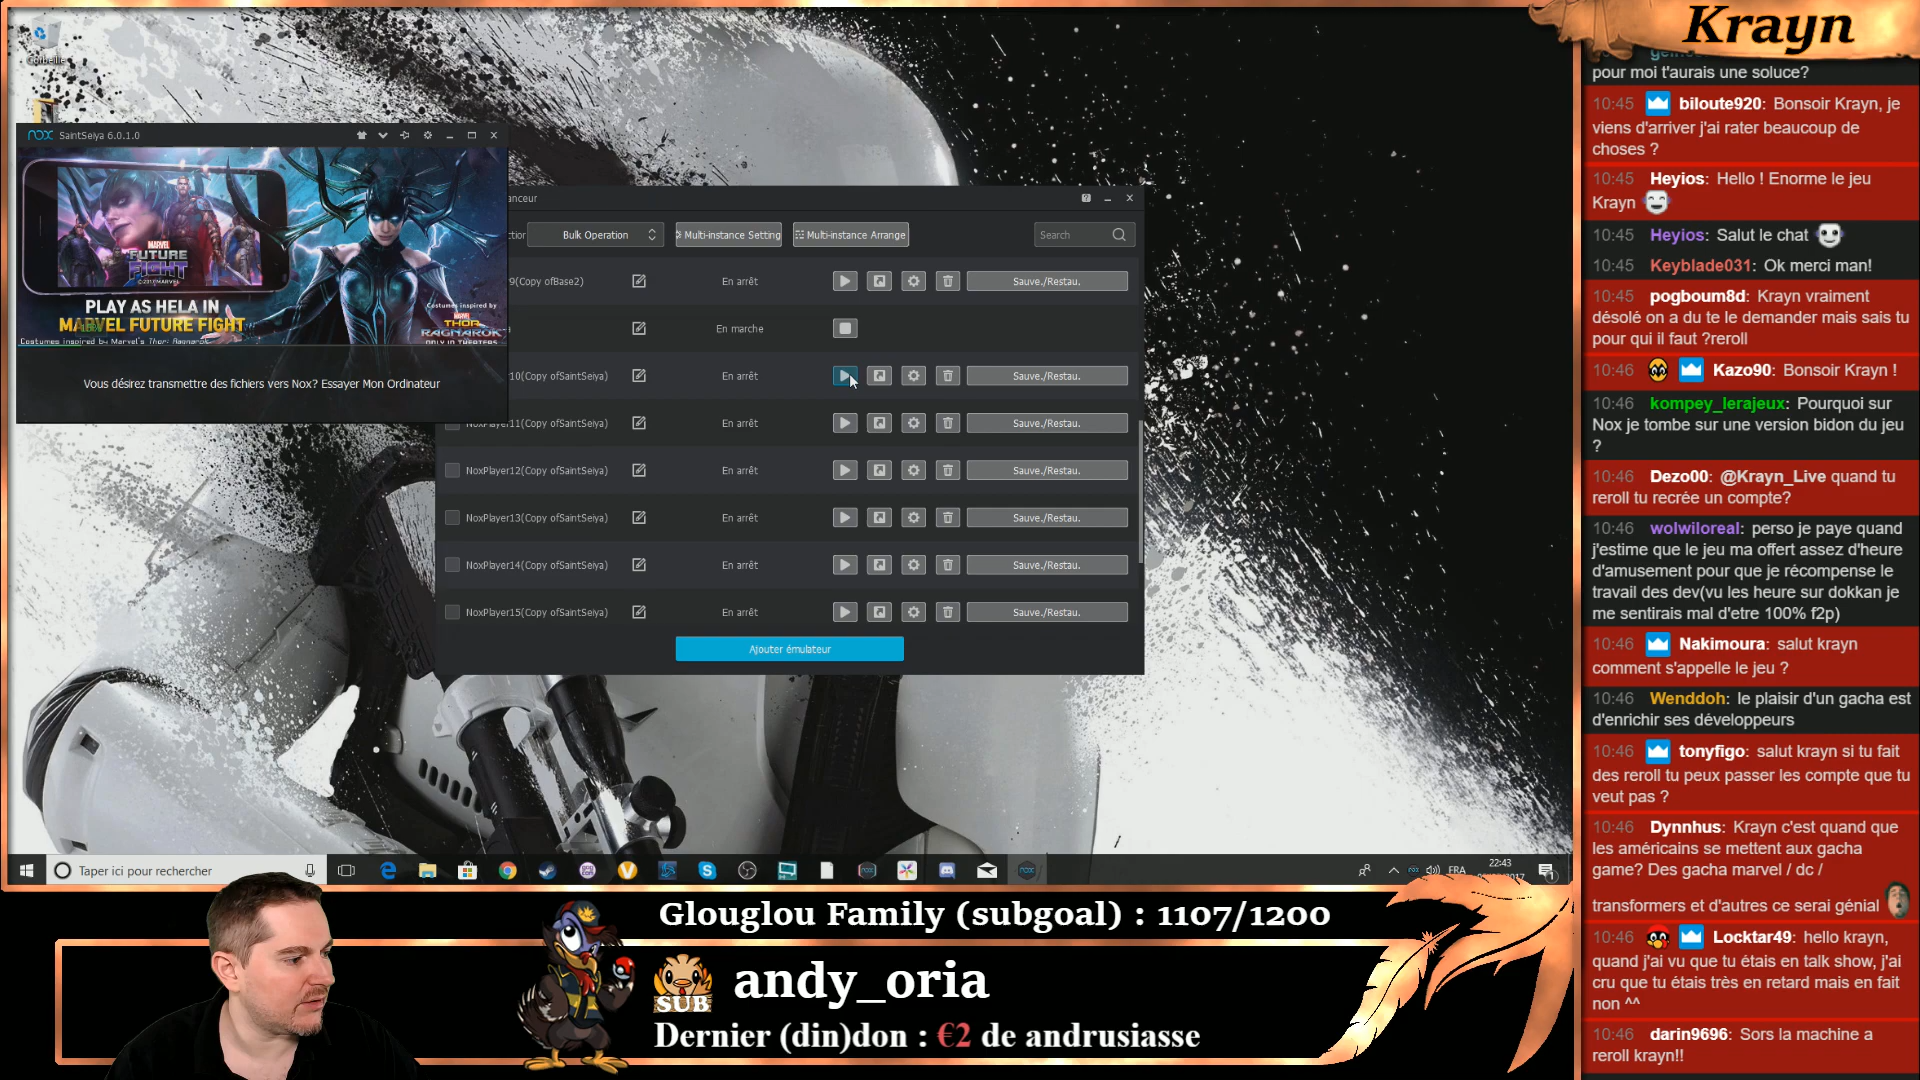 Krayn
pour moi t'aurais une soluce?
10:45 biloute920: Bonsoir Krayn, je
viens d'arriver j'ai rater beaucoup de
choses ?
10:45 Heyios: Hello ! Enorme le jeu
Krayn
10:45 Heyios: Salut le chat
10:45 Keyblade031: Ok merci man!
10:45 pogboum8d: Krayn vraiment
désolé on a du te le demander mais sais tu
pour qui il faut ?reroll
10:46 Kazo90: Bonsoir Krayn !
10:46 kompey_lerajeux: Pourquoi sur
Nox je tombe sur une version bidon du jeu
?
10:46 Dezo00: @Krayn_Live quand tu
reroll tu recrée un compte?
10:46 wolwiloreal: perso je paye quand
j'estime que le jeu ma offert assez d'heure
d'amusement pour que je récompense le
travail des dev(vu les heure sur dokkan je
me sentirais mal d'etre 100% f2p)
10:46 Nakimoura: salut krayn
comment s'appelle le jeu ?
10:46 Wenddoh: le plaisir d'un gacha est
d'enrichir ses développeurs
10:46 tonyfigo: salut krayn si tu fait
des reroll tu peux passer les compte que tu
veut pas ?
10:46 Dynnhus: Krayn c'est quand que
les américains se mettent aux gacha
game? Des gacha marvel / dc /
transformers et d'autres ce serai génial
10:46 Locktar49: hello krayn,
quand j'ai vu que tu étais en talk show, j'ai
cru que tu étais très en retard mais en fait
non ^^
10:46 darin9696: Sors la machine a
reroll krayn!!
Corbeille
nox SaintSeiya 6.0.1.0
MARVEL
FUTURE
FIGHT
PLAY AS HELA IN
MARVEL FUTURE FIGHT
Costumes inspired by Marvel's Thor: Ragnarok
Costumes inspired by
MARVEL
THOR
RAGNAROK
ONLY IN THEATERS
Vous désirez transmettre des fichiers vers Nox? Essayer Mon Ordinateur
anceur
ction Bulk Operation Multi-instance Setting Multi-instance Arrange Search
9(Copy ofBase2) En arrêt Sauve./Restau.
En marche
10(Copy ofSaintSeiya) En arrêt Sauve./Restau.
NoxPlayer11(Copy ofSaintSeiya) En arrêt Sauve./Restau.
NoxPlayer12(Copy ofSaintSeiya) En arrêt Sauve./Restau.
NoxPlayer13(Copy ofSaintSeiya) En arrêt Sauve./Restau.
NoxPlayer14(Copy ofSaintSeiya) En arrêt Sauve./Restau.
NoxPlayer15(Copy ofSaintSeiya) En arrêt Sauve./Restau.
Ajouter émulateur
Taper ici pour rechercher
FRA
22:43
Glouglou Family (subgoal) : 1107/1200
SUB
andy_oria
Dernier (din)don : €2 de andrusiasse